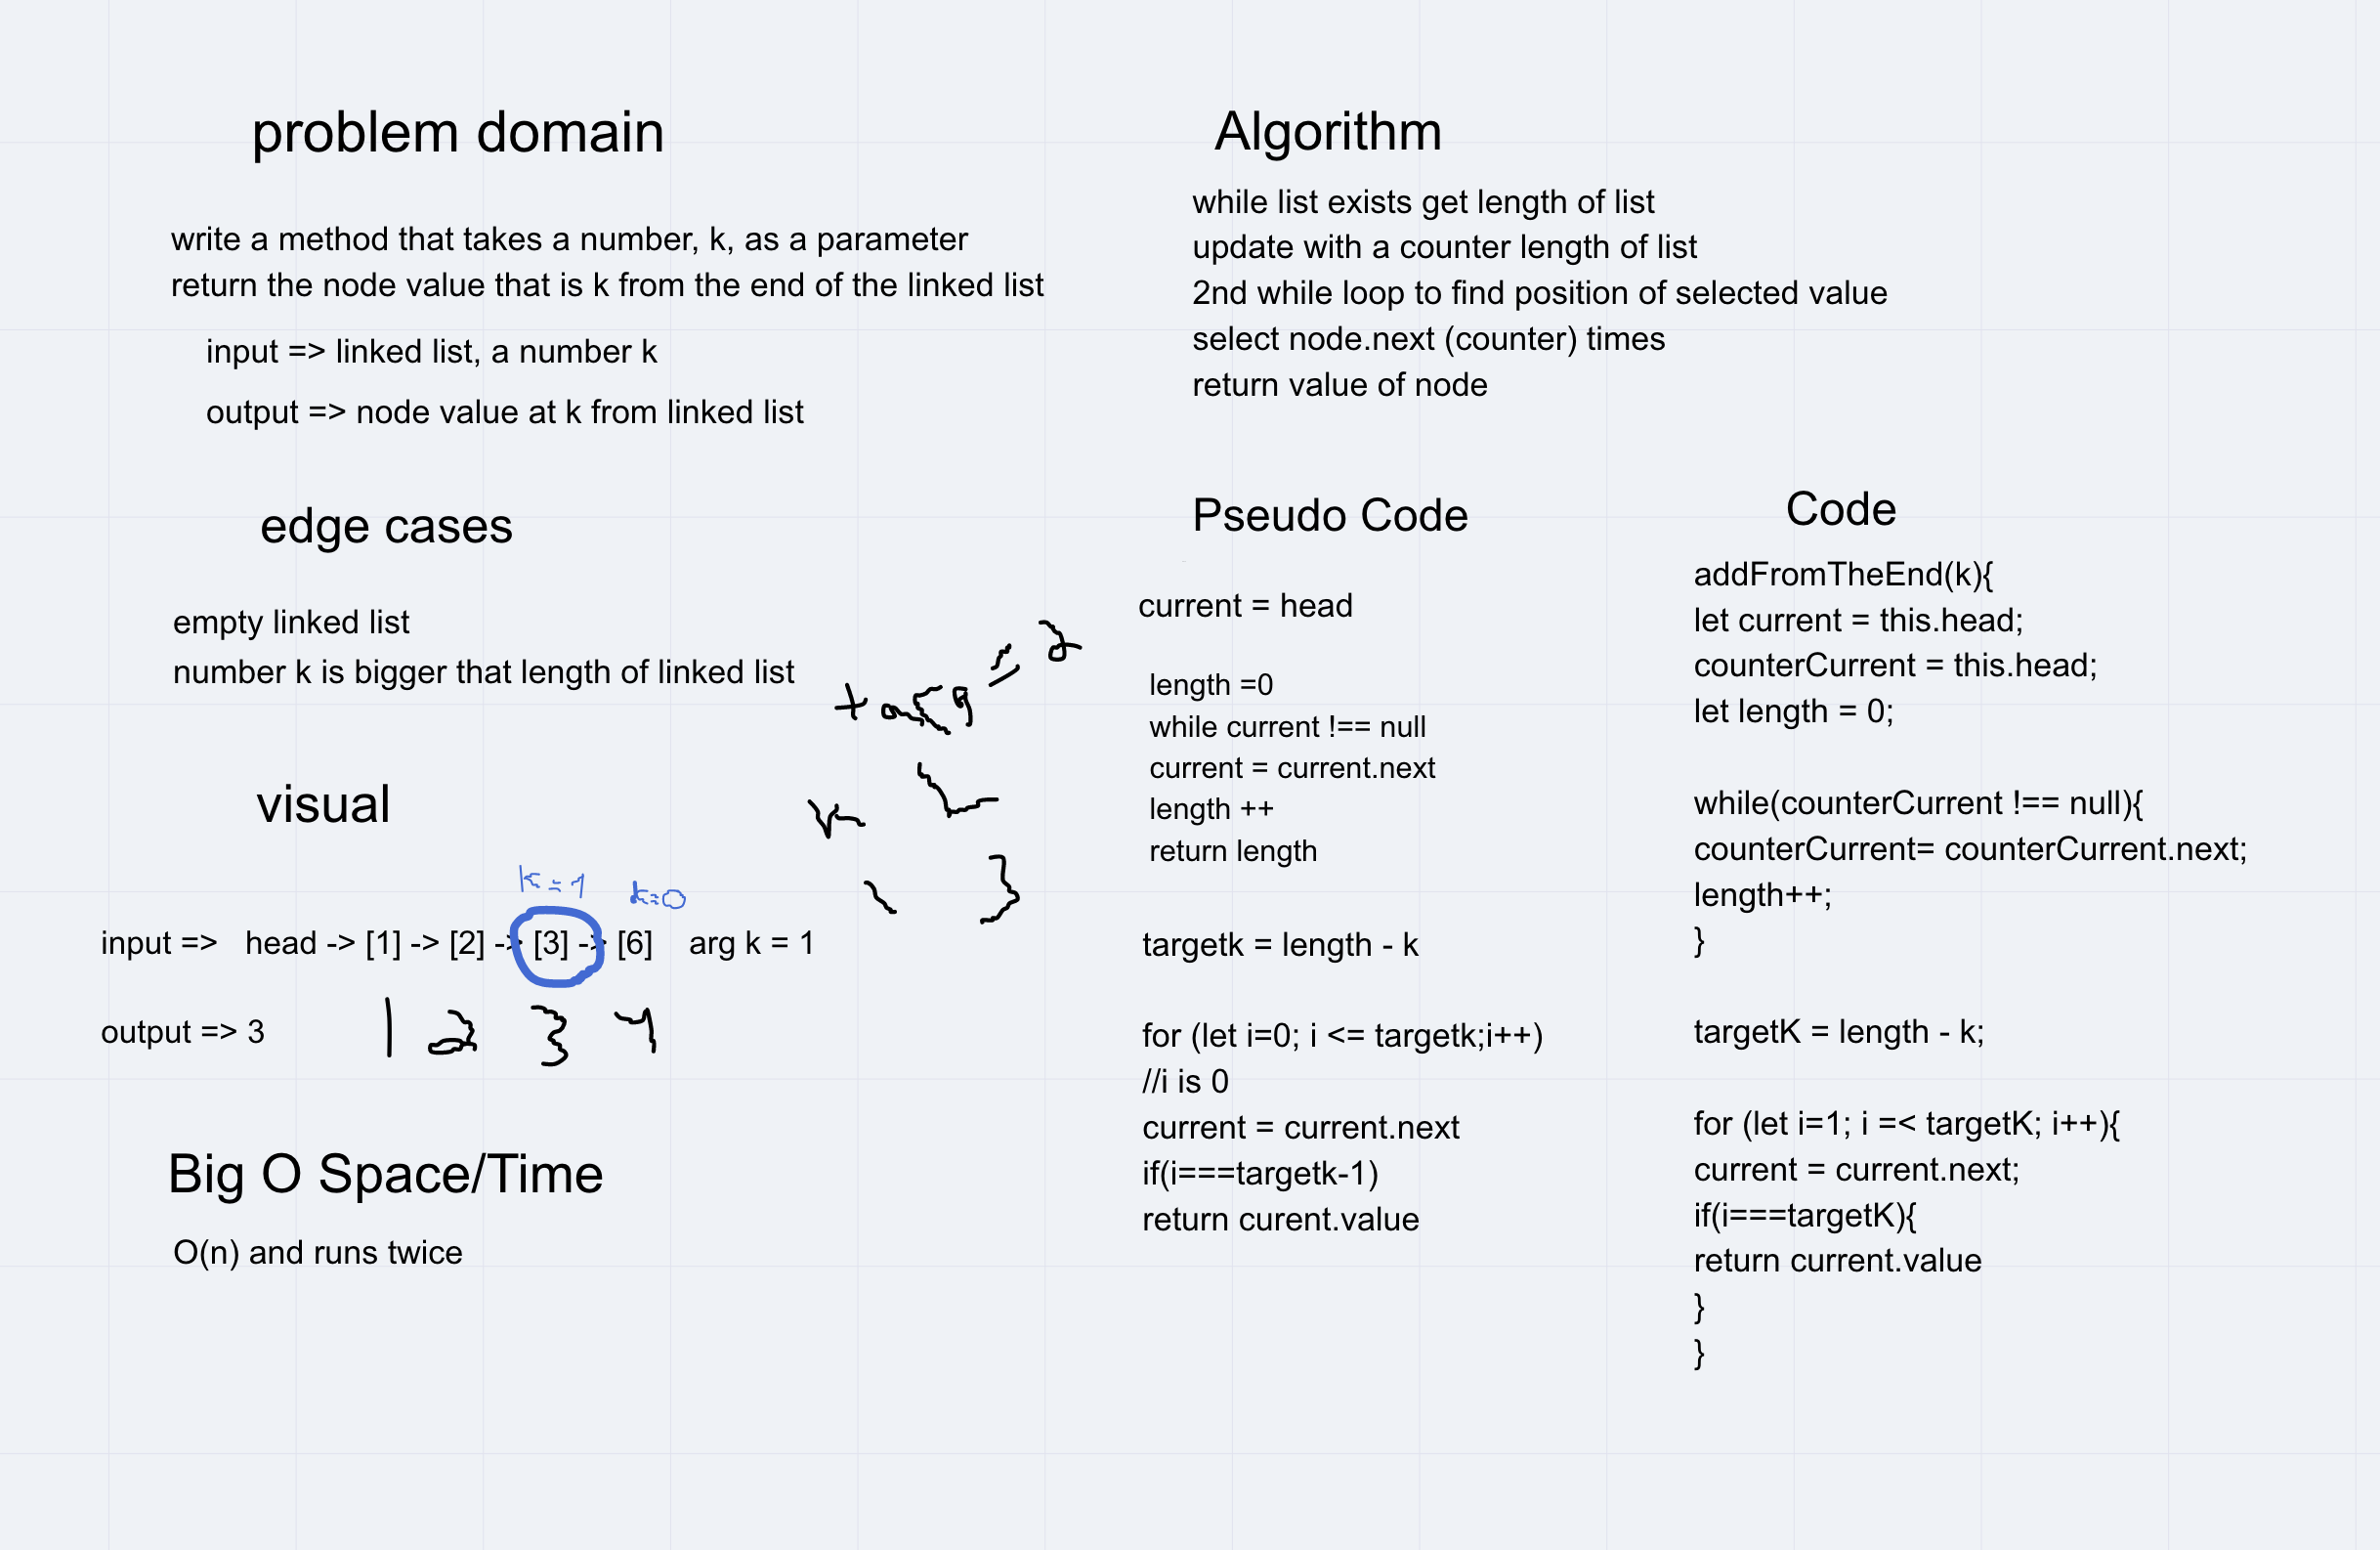 problem domain
write a method that takes a number, k, as a parameter
return the node value that is k from the end of the linked list
input => linked list, a number k
output => node value at k from linked list
edge cases
empty linked list
number k is bigger that length of linked list
targ = 2
K L
3
visual
k=1 k=0
input => head -> [1] -> [2] -> [3] -> [6] arg k = 1
output => 3
1 2 3 4
Big O Space/Time
O(n) and runs twice
Algorithm
while list exists get length of list
update with a counter length of list
2nd while loop to find position of selected value
select node.next (counter) times
return value of node
Pseudo Code
current = head
length =0
while current !== null
current = current.next
length ++
return length
targetk = length - k
for (let i=0; i <= targetk;i++)
//i is 0
current = current.next
if(i===targetk-1)
return curent.value
Code
addFromTheEnd(k){
let current = this.head;
counterCurrent = this.head;
let length = 0;
while(counterCurrent !== null){
counterCurrent= counterCurrent.next;
length++;
}
targetK = length - k;
for (let i=1; i =< targetK; i++){
current = current.next;
if(i===targetK){
return current.value
}
}